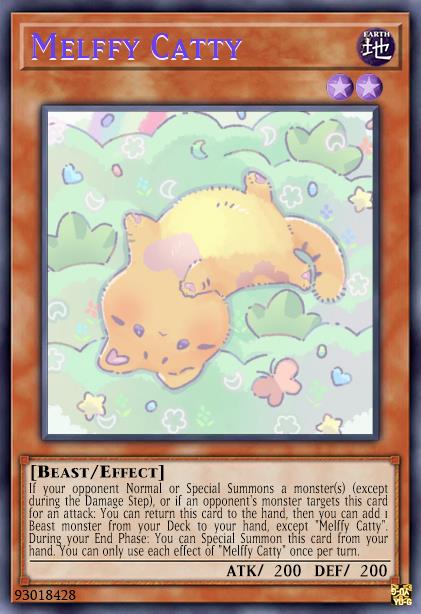 Melffy Catty
EARTH
地
[Beast/Effect]
If your opponent Normal or Special Summons a monster(s) (except
during the Damage Step), or if an opponent's monster targets this card
for an attack: You can return this card to the hand, then you can add 1
Beast monster from your Deck to your hand, except "Melffy Catty".
During your End Phase: You can Special Summon this card from your
hand. You can only use each effect of "Melffy Catty" once per turn.
ATK/ 200 DEF/ 200
93018428